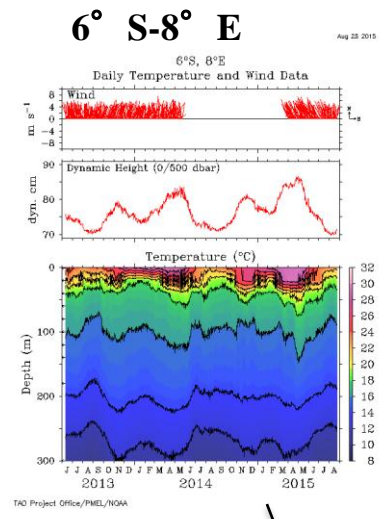 6° S-8° E
Aug 23 2015
6°S, 8°E
Daily Temperature and Wind Data
Wind
m s⁻¹
8
4
0
-4
-8
Dynamic Height (0/500 dbar)
dyn. cm
90
80
70
Temperature (°C)
Depth (m)
0
100
200
300
32
30
28
26
24
22
20
18
16
14
12
10
8
J J A S O N D J F M A M J J A S O N D J F M A M J J A
2013 2014 2015
TAO Project Office/PMEL/NOAA